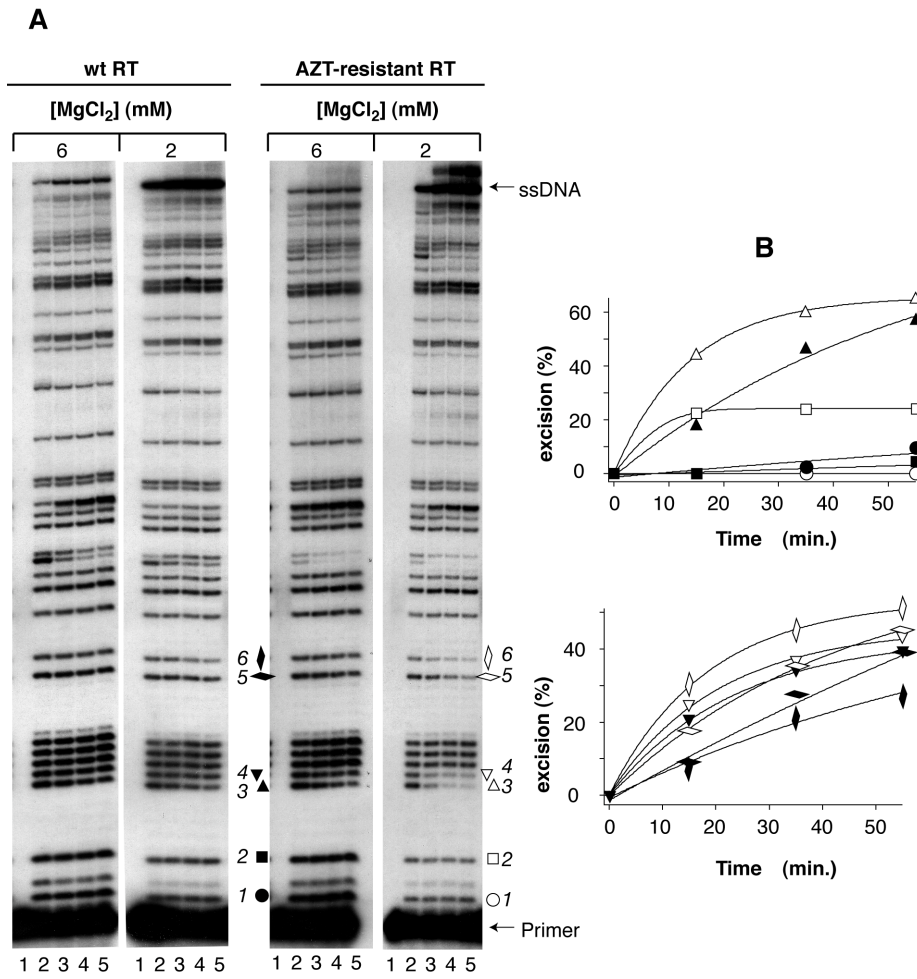 A
wt RT
AZT-resistant RT
[MgCl2] (mM)
[MgCl2] (mM)
6
2
6
2
ssDNA
B
60
40
20
0
excision (%)
0 10 20 30 40 50
Time (min.)
6
5
4
3
2
1
6
5
4
3
2
1
40
20
0
excision (%)
0 10 20 30 40 50
Time (min.)
Primer
1 2 3 4 5
1 2 3 4 5
1 2 3 4 5
1 2 3 4 5